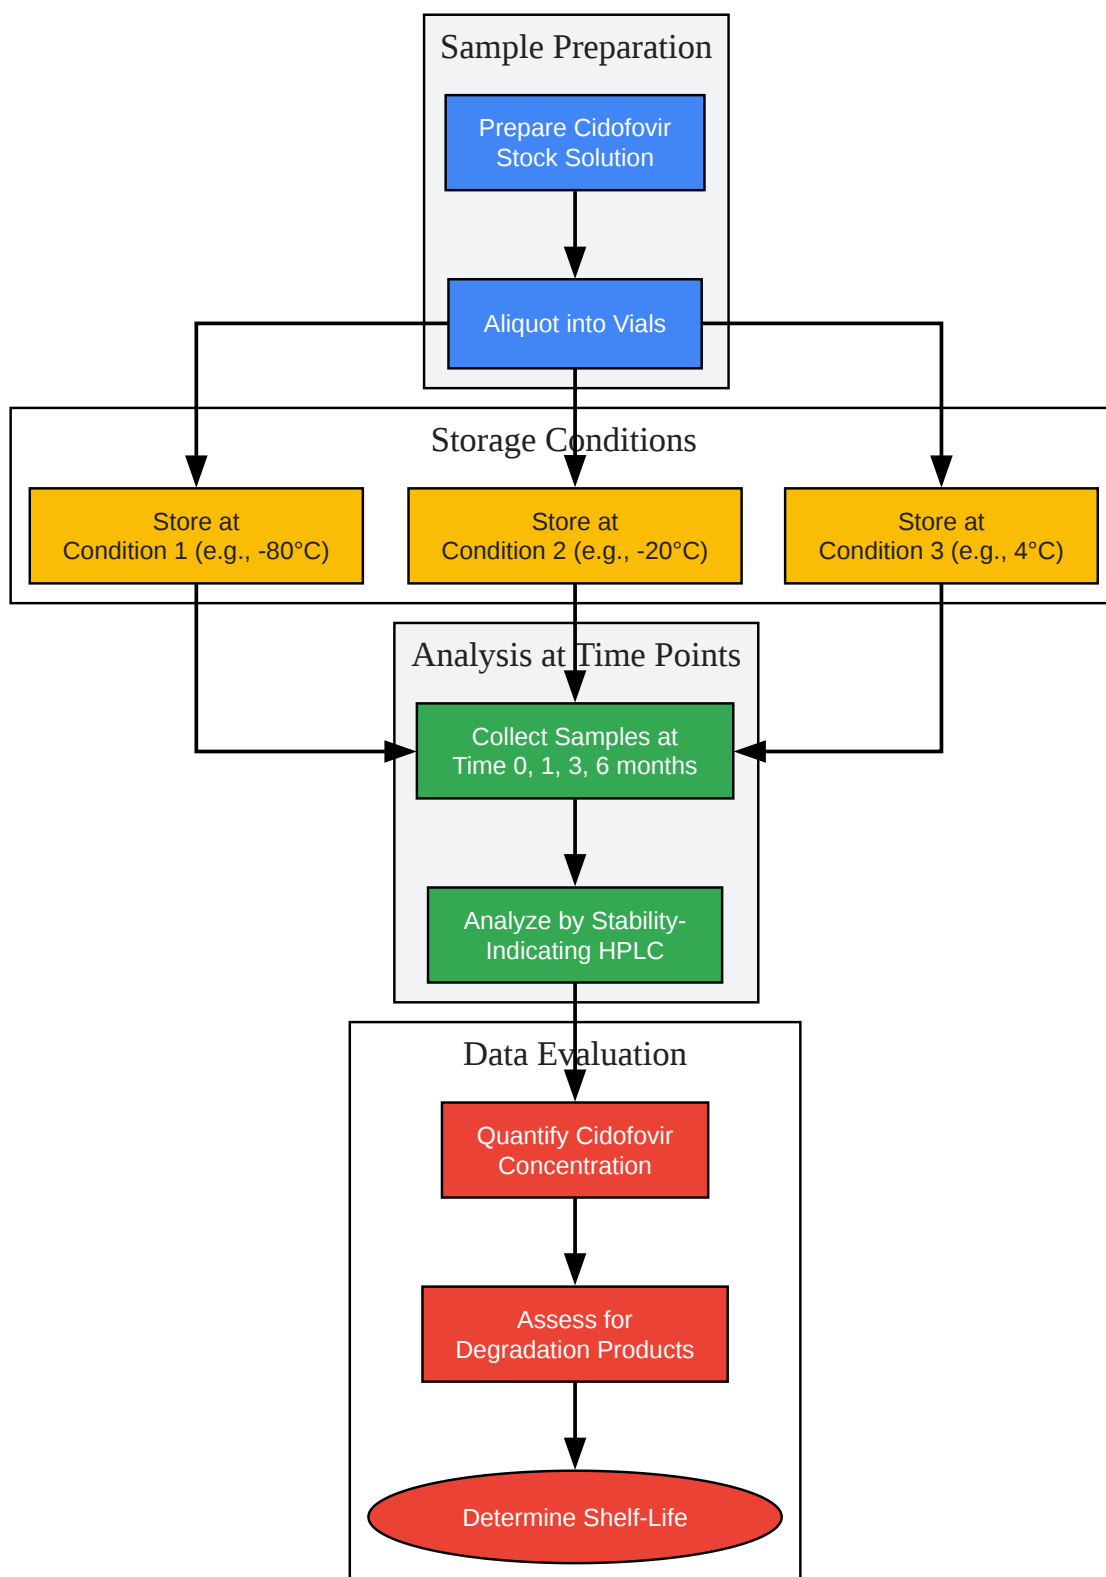 Sample Preparation
Prepare Cidofovir
Stock Solution
Aliquot into Vials
Storage Conditions
Store at
Condition 1 (e.g., -80°C)
Store at
Condition 2 (e.g., -20°C)
Store at
Condition 3 (e.g., 4°C)
Analysis at Time Points
Collect Samples at
Time 0, 1, 3, 6 months
Analyze by Stability-
Indicating HPLC
Data Evaluation
Quantify Cidofovir
Concentration
Assess for
Degradation Products
Determine Shelf-Life